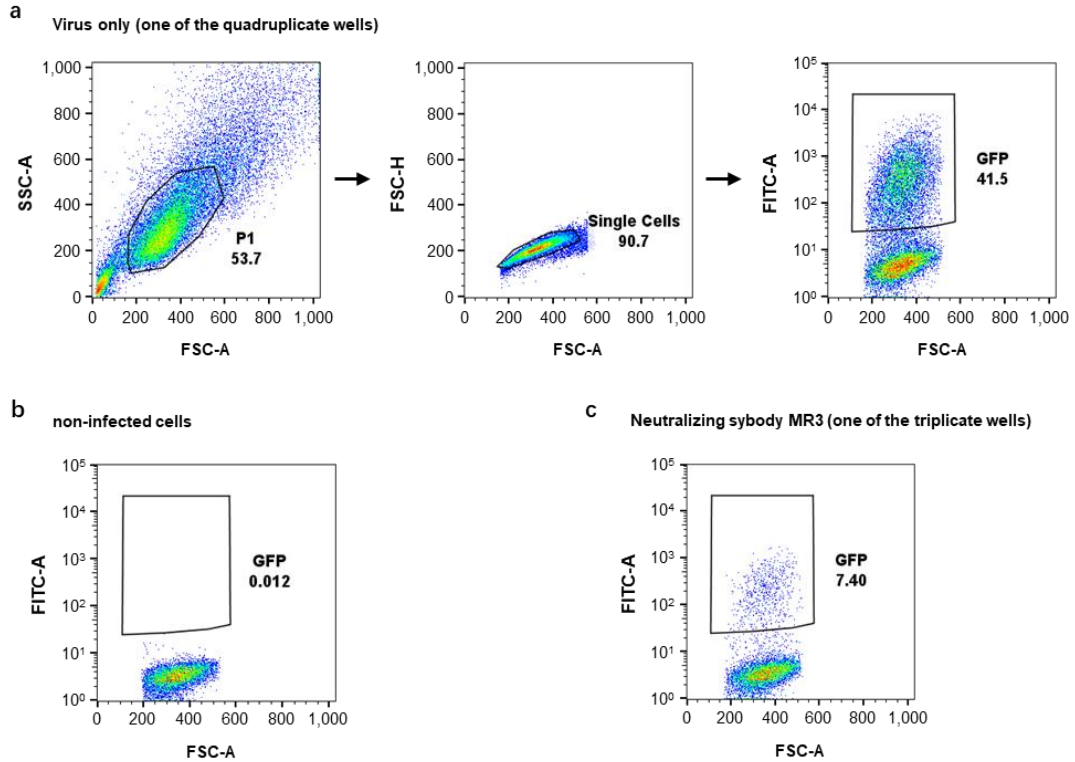 a
Virus only (one of the quadruplicate wells)
1,000
800
600
400
200
0
SSC-A
P1
53.7
0 200 400 600 800 1,000
FSC-A
1,000
800
600
400
200
0
FSC-H
Single Cells
90.7
0 200 400 600 800 1,000
FSC-A
10⁵
10⁴
10³
10²
10¹
10⁰
FITC-A
GFP
41.5
0 200 400 600 800 1,000
FSC-A
b
non-infected cells
10⁵
10⁴
10³
10²
10¹
10⁰
FITC-A
GFP
0.012
0 200 400 600 800 1,000
FSC-A
c
Neutralizing sybody MR3 (one of the triplicate wells)
10⁵
10⁴
10³
10²
10¹
10⁰
FITC-A
GFP
7.40
0 200 400 600 800 1,000
FSC-A